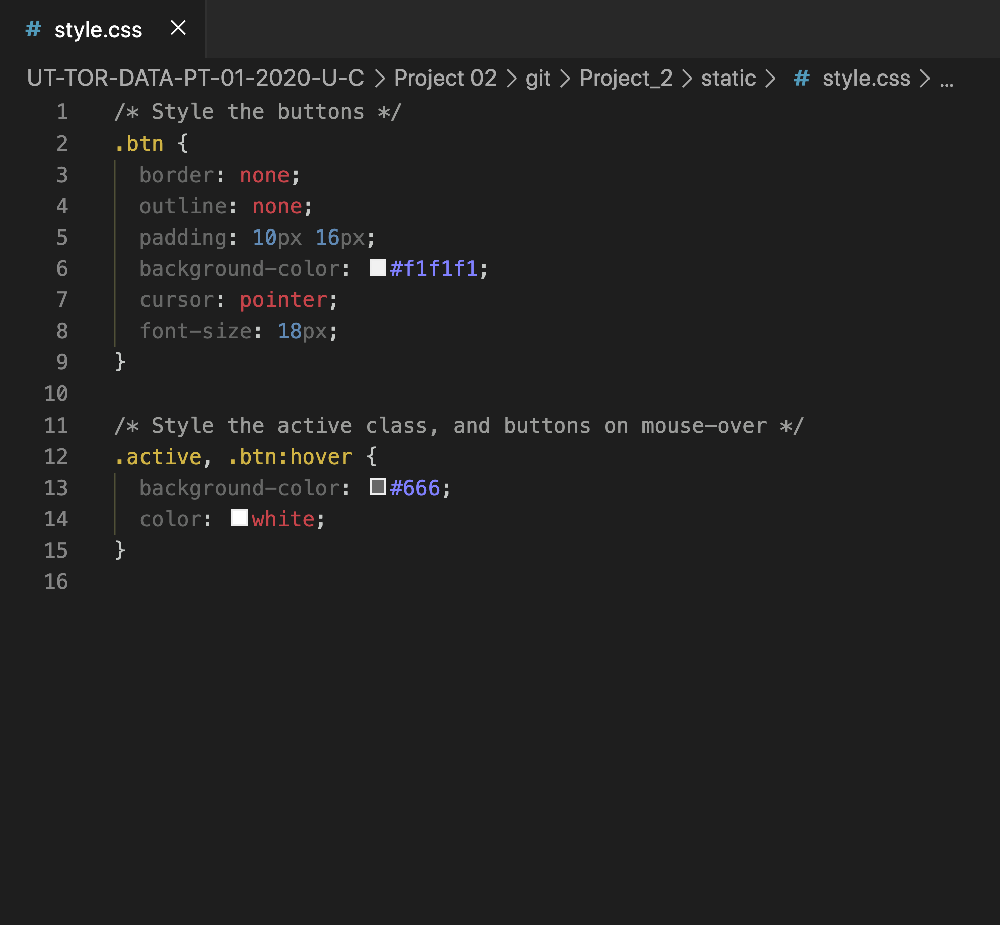 # style.css ×
UT-TOR-DATA-PT-01-2020-U-C > Project 02 > git > Project_2 > static > # style.css > ...
1 /* Style the buttons */
2 .btn {
3   border: none;
4   outline: none;
5   padding: 10px 16px;
6   background-color: #f1f1f1;
7   cursor: pointer;
8   font-size: 18px;
9 }
10
11 /* Style the active class, and buttons on mouse-over */
12 .active, .btn:hover {
13   background-color: #666;
14   color: white;
15 }
16